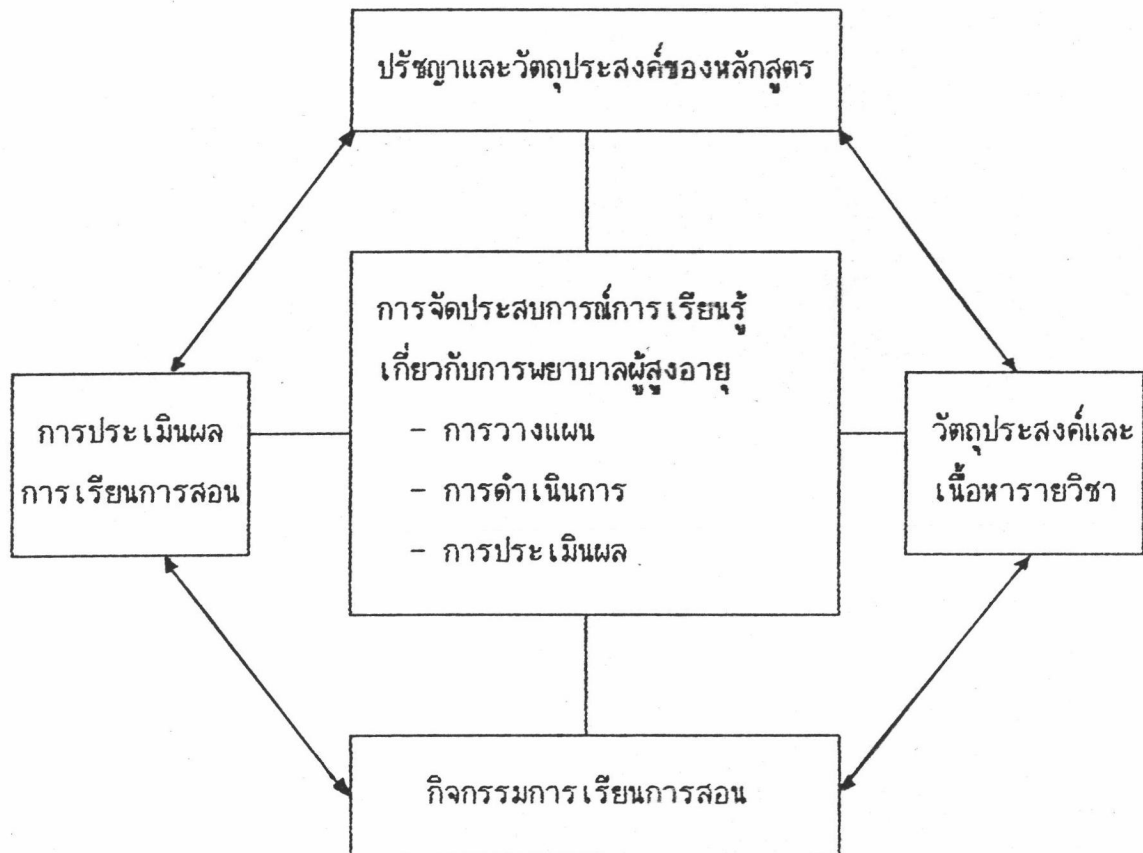 ปรัชญาและวัตถุประสงค์ของหลักสูตร
การจัดประสบการณ์การเรียนรู้
เกี่ยวกับการพยาบาลผู้สูงอายุ
- การวางแผน
- การดำเนินการ
- การประเมินผล
การประเมินผล
การเรียนการสอน
วัตถุประสงค์และ
เนื้อหารายวิชา
กิจกรรมการเรียนการสอน